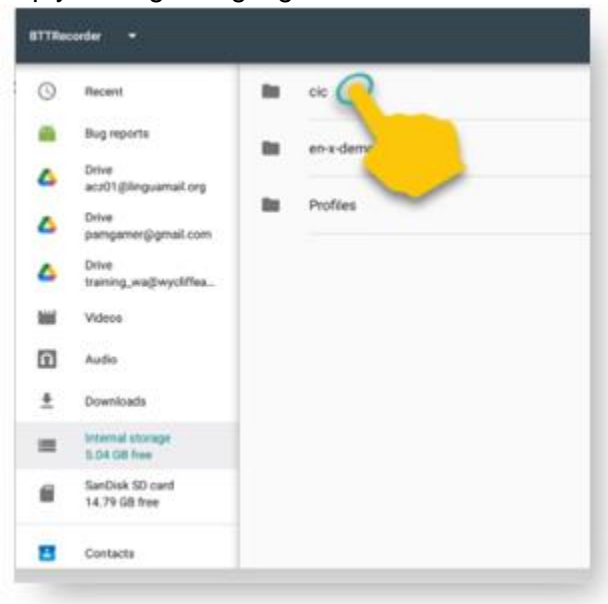 BTTRecorder
Recent
Bug reports
Drive
acz01@linguamail.org
Drive
pamgamer@gmail.com
Drive
training_wa@wycliffea...
Videos
Audio
Downloads
Internal storage
5.04 GB free
SanDisk SD card
14.79 GB free
Contacts
cic
en-x-demo
Profiles